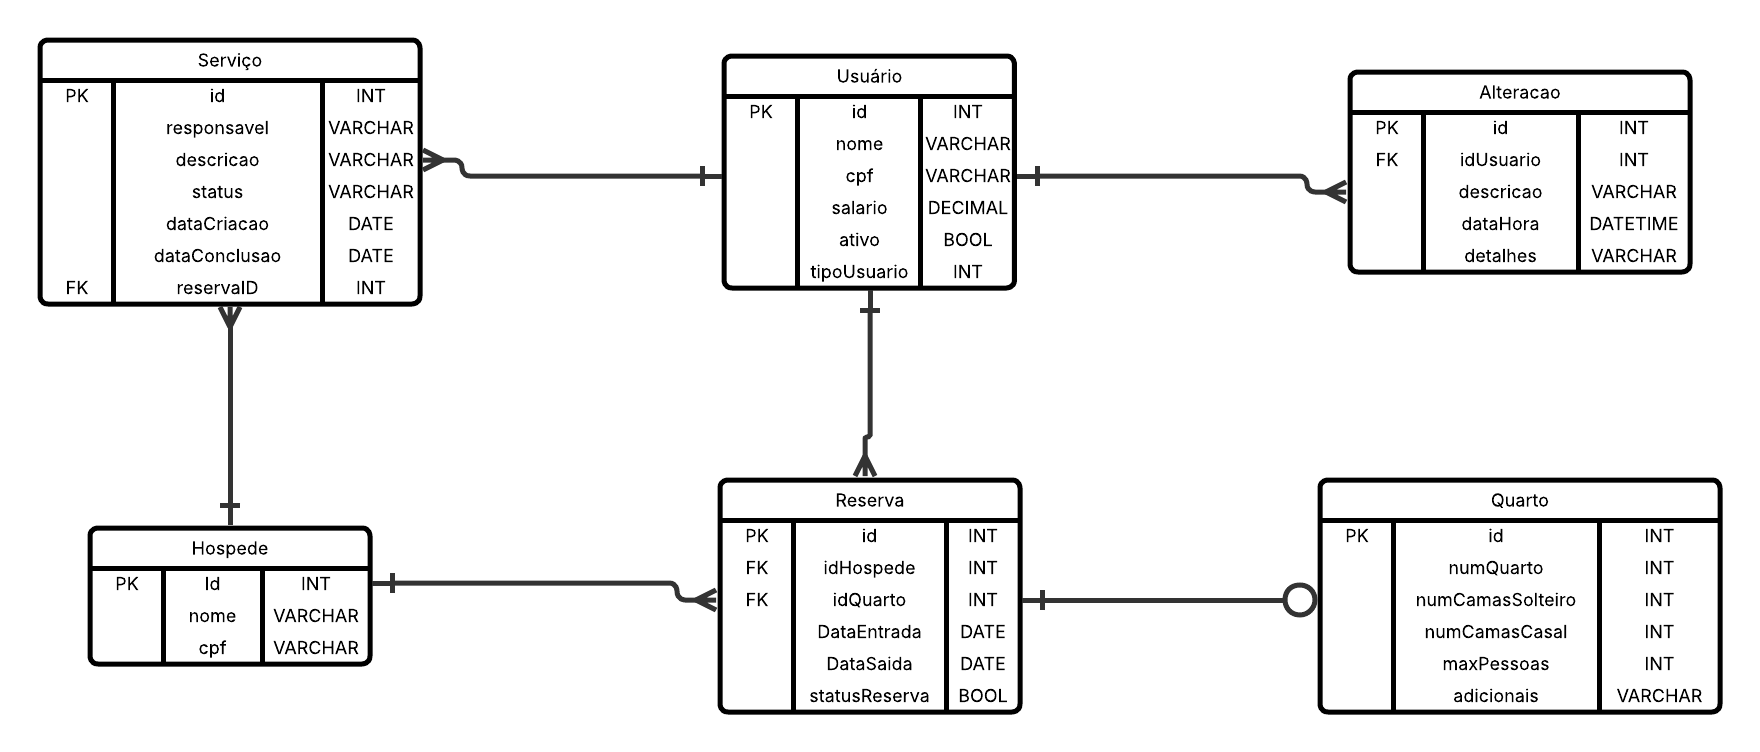 Serviço
PK id INT
responsavel VARCHAR
descricao VARCHAR
status VARCHAR
dataCriacao DATE
dataConclusao DATE
FK reservaID INT
Usuário
PK id INT
nome VARCHAR
cpf VARCHAR
salario DECIMAL
ativo BOOL
tipoUsuario INT
Alteracao
PK id INT
FK idUsuario INT
descricao VARCHAR
dataHora DATETIME
detalhes VARCHAR
Hospede
PK Id INT
nome VARCHAR
cpf VARCHAR
Reserva
PK id INT
FK idHospede INT
FK idQuarto INT
DataEntrada DATE
DataSaida DATE
statusReserva BOOL
Quarto
PK id INT
numQuarto INT
numCamasSolteiro INT
numCamasCasal INT
maxPessoas INT
adicionais VARCHAR